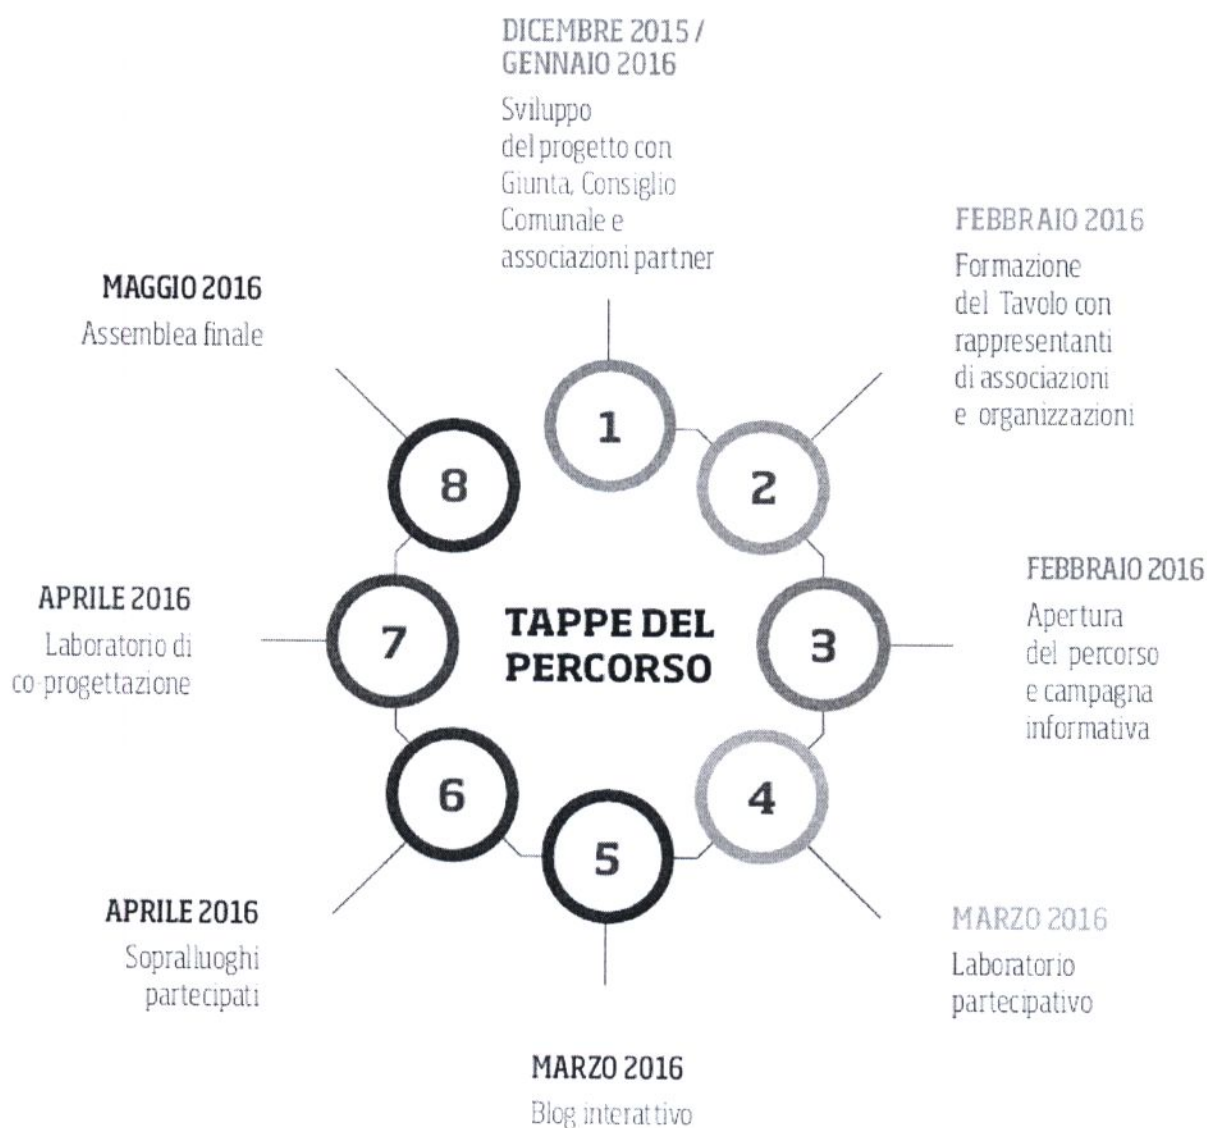 DICEMBRE 2015 /
GENNAIO 2016
Sviluppo
del progetto con
Giunta, Consiglio
Comunale e
associazioni partner
1
FEBBRAIO 2016
Formazione
del Tavolo con
rappresentanti
di associazioni
e organizzazioni
2
FEBBRAIO 2016
Apertura
del percorso
e campagna
informativa
3
MARZO 2016
Laboratorio
partecipativo
4
MARZO 2016
Blog interattivo
5
APRILE 2016
Sopralluoghi
partecipati
6
APRILE 2016
Laboratorio di
co-progettazione
7
MAGGIO 2016
Assemblea finale
8
TAPPE DEL
PERCORSO